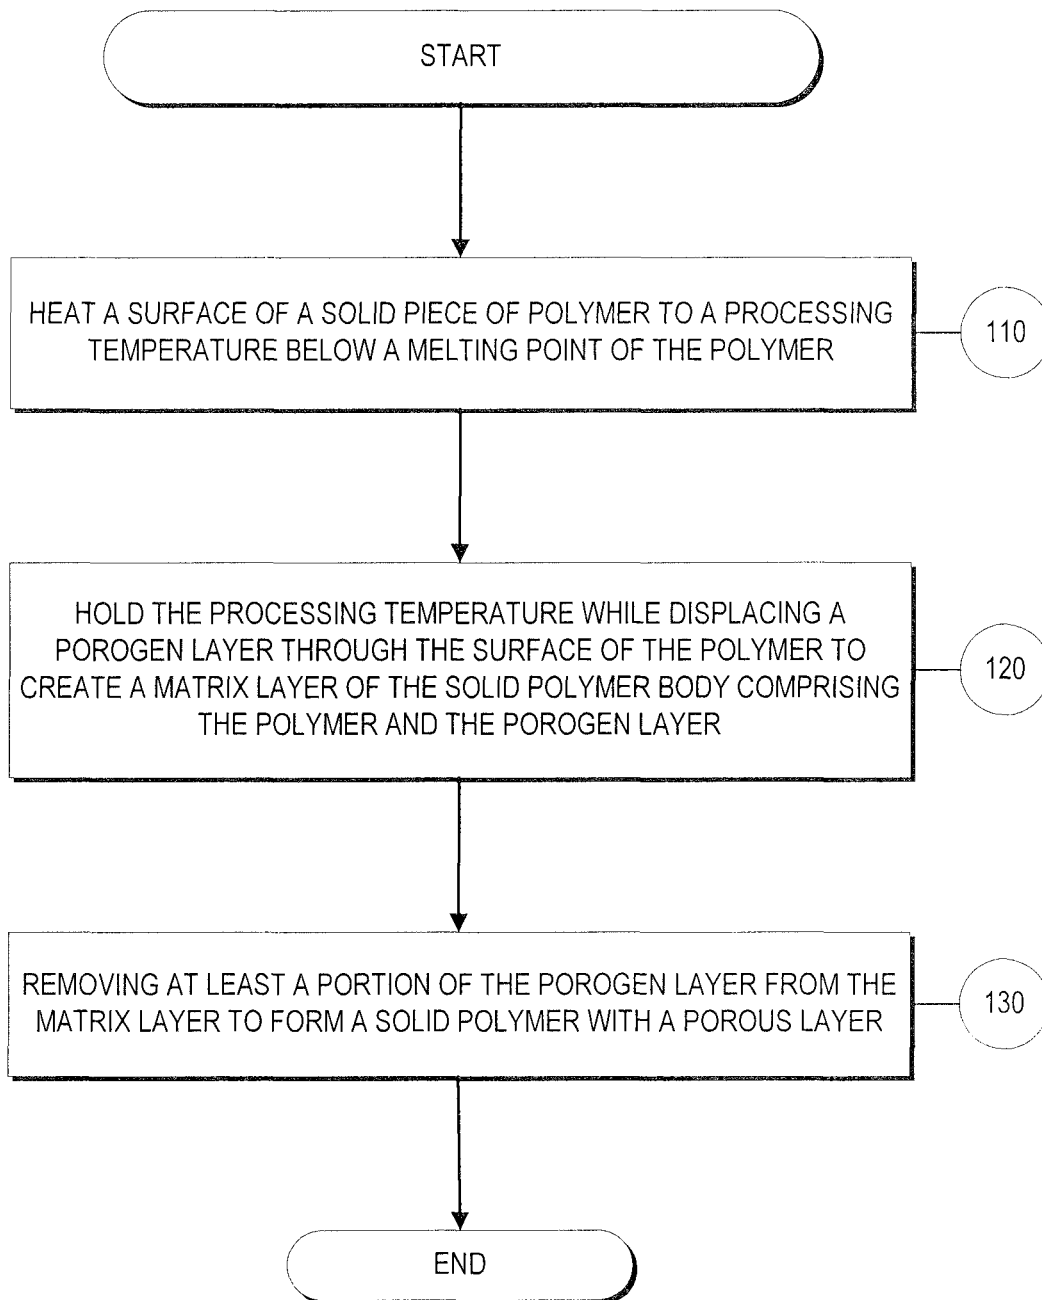 START
HEAT A SURFACE OF A SOLID PIECE OF POLYMER TO A PROCESSING
TEMPERATURE BELOW A MELTING POINT OF THE POLYMER
110
HOLD THE PROCESSING TEMPERATURE WHILE DISPLACING A
POROGEN LAYER THROUGH THE SURFACE OF THE POLYMER TO
CREATE A MATRIX LAYER OF THE SOLID POLYMER BODY COMPRISING
THE POLYMER AND THE POROGEN LAYER
120
REMOVING AT LEAST A PORTION OF THE POROGEN LAYER FROM THE
MATRIX LAYER TO FORM A SOLID POLYMER WITH A POROUS LAYER
130
END